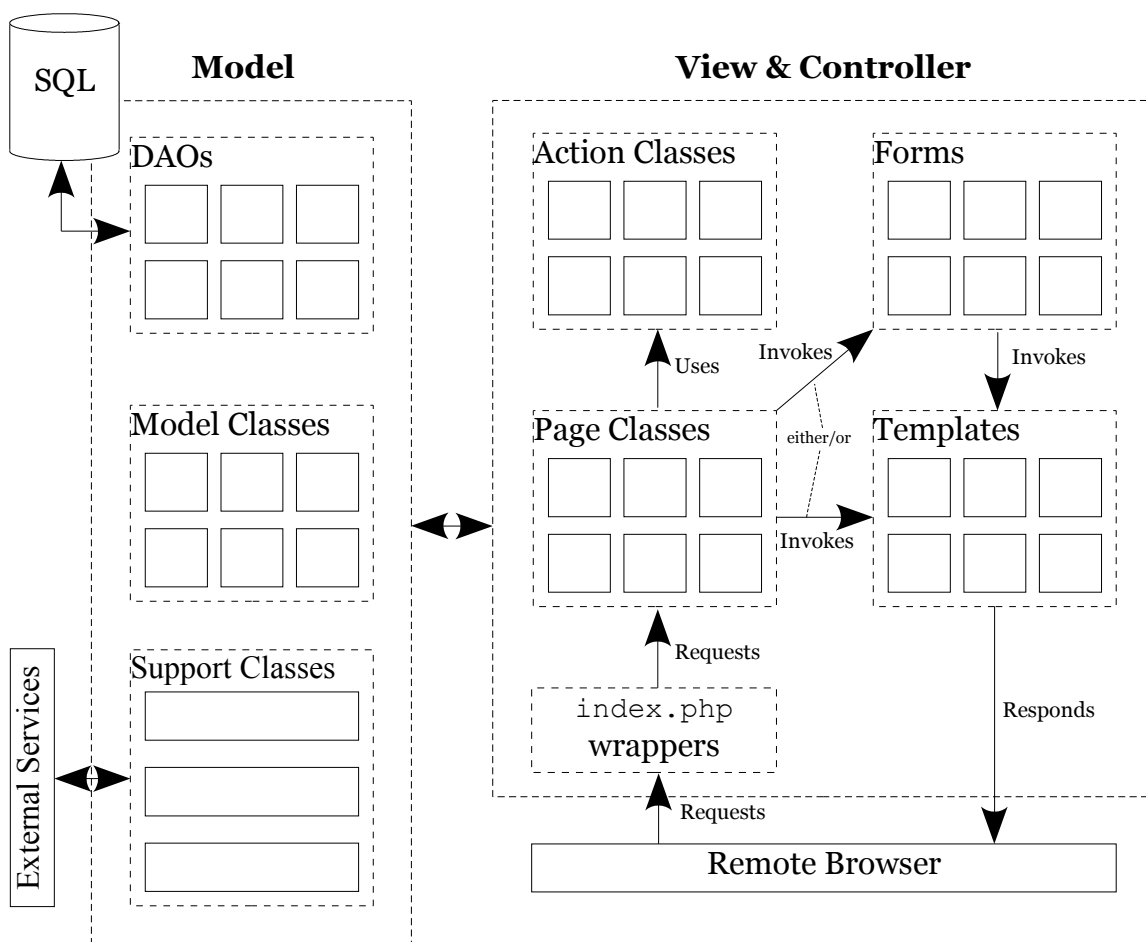 SQL
Model
View & Controller
DAOs
Action Classes
Forms
Uses
Invokes
Invokes
Model Classes
Page Classes
either/or
Templates
Invokes
Requests
Support Classes
index.php
wrappers
Responds
External Services
Requests
Remote Browser